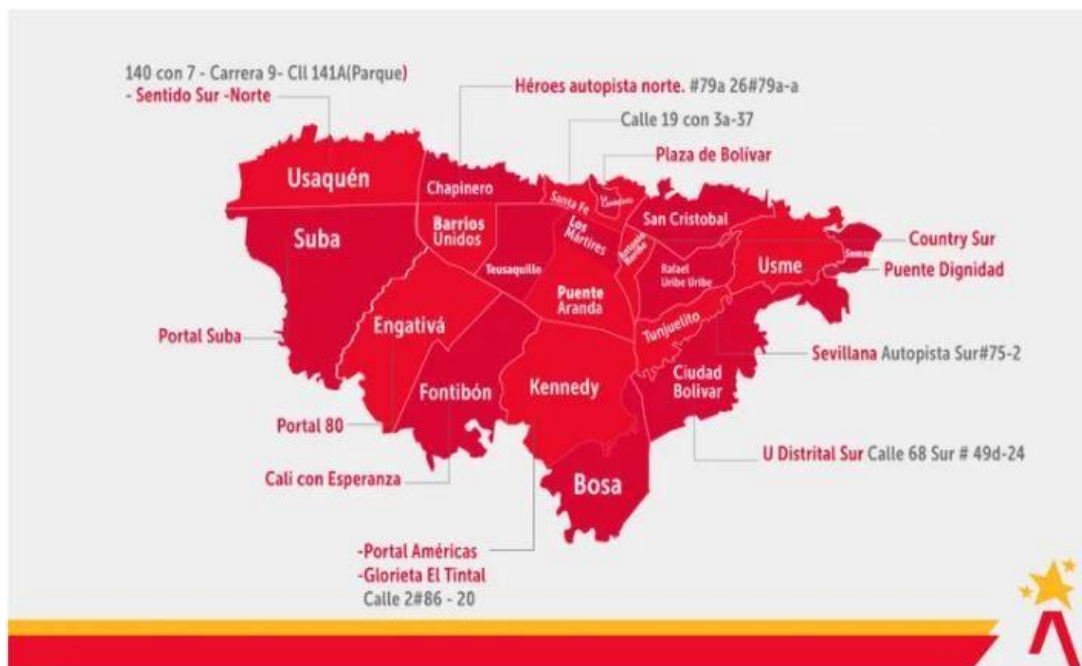 140 con 7 - Carrera 9- Cll 141A(Parque)
- Sentido Sur -Norte
Héroes autopista norte. #79a 26#79a-a
Calle 19 con 3a-37
Plaza de Bolívar
Usaquén
Chapinero
Santa Fe
La
San Cristobal
Barrios
Unidos
Los
Mártires
Suba
Country Sur
Teusaquillo
Rafael
Uribe Uribe
Usme
Puente Dignidad
Puente
Aranda
Engativá
Tunjuelito
Portal Suba
Sevillana Autopista Sur#75-2
Fontibón
Kennedy
Ciudad
Bolivar
Portal 80
U Distrital Sur Calle 68 Sur # 49d-24
Cali con Esperanza
Bosa
-Portal Américas
-Glorieta El Tintal
Calle 2#86 - 20